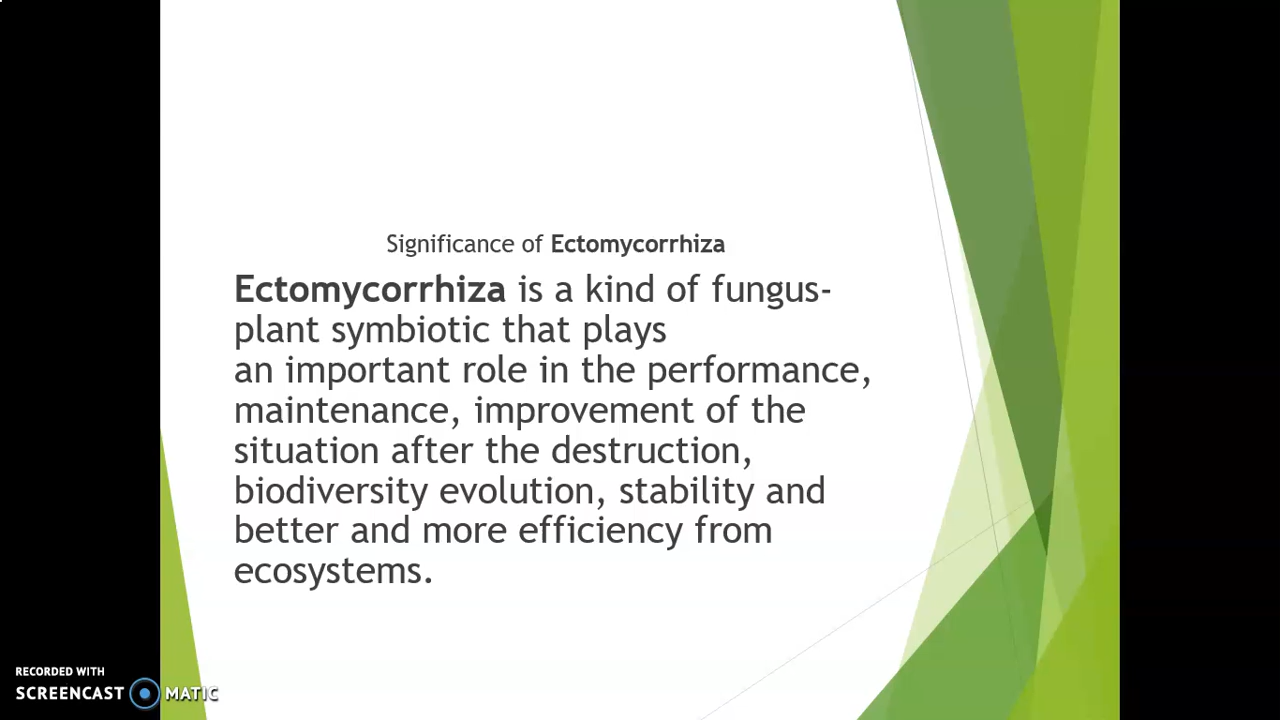 Significance of Ectomycorrhiza
Ectomycorrhiza is a kind of fungus-
plant symbiotic that plays
an important role in the performance,
maintenance, improvement of the
situation after the destruction,
biodiversity evolution, stability and
better and more efficiency from
ecosystems.
RECORDED WITH
SCREENCAST MATIC